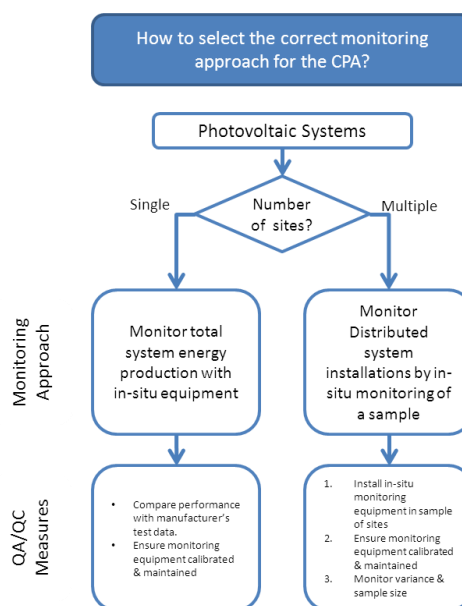 How to select the correct monitoring
approach for the CPA?
Photovoltaic Systems
Number
of sites?
Single
Multiple
Monitoring
Approach
Monitor total
system energy
production with
in-situ equipment
Monitor
Distributed
system
installations by in-
situ monitoring of
a sample
QA/QC
Measures
• Compare performance
with manufacturer's
test data.
• Ensure monitoring
equipment calibrated
& maintained
1. Install in-situ
monitoring
equipment in sample
of sites
2. Ensure monitoring
equipment calibrated
& maintained
3. Monitor variance &
sample size